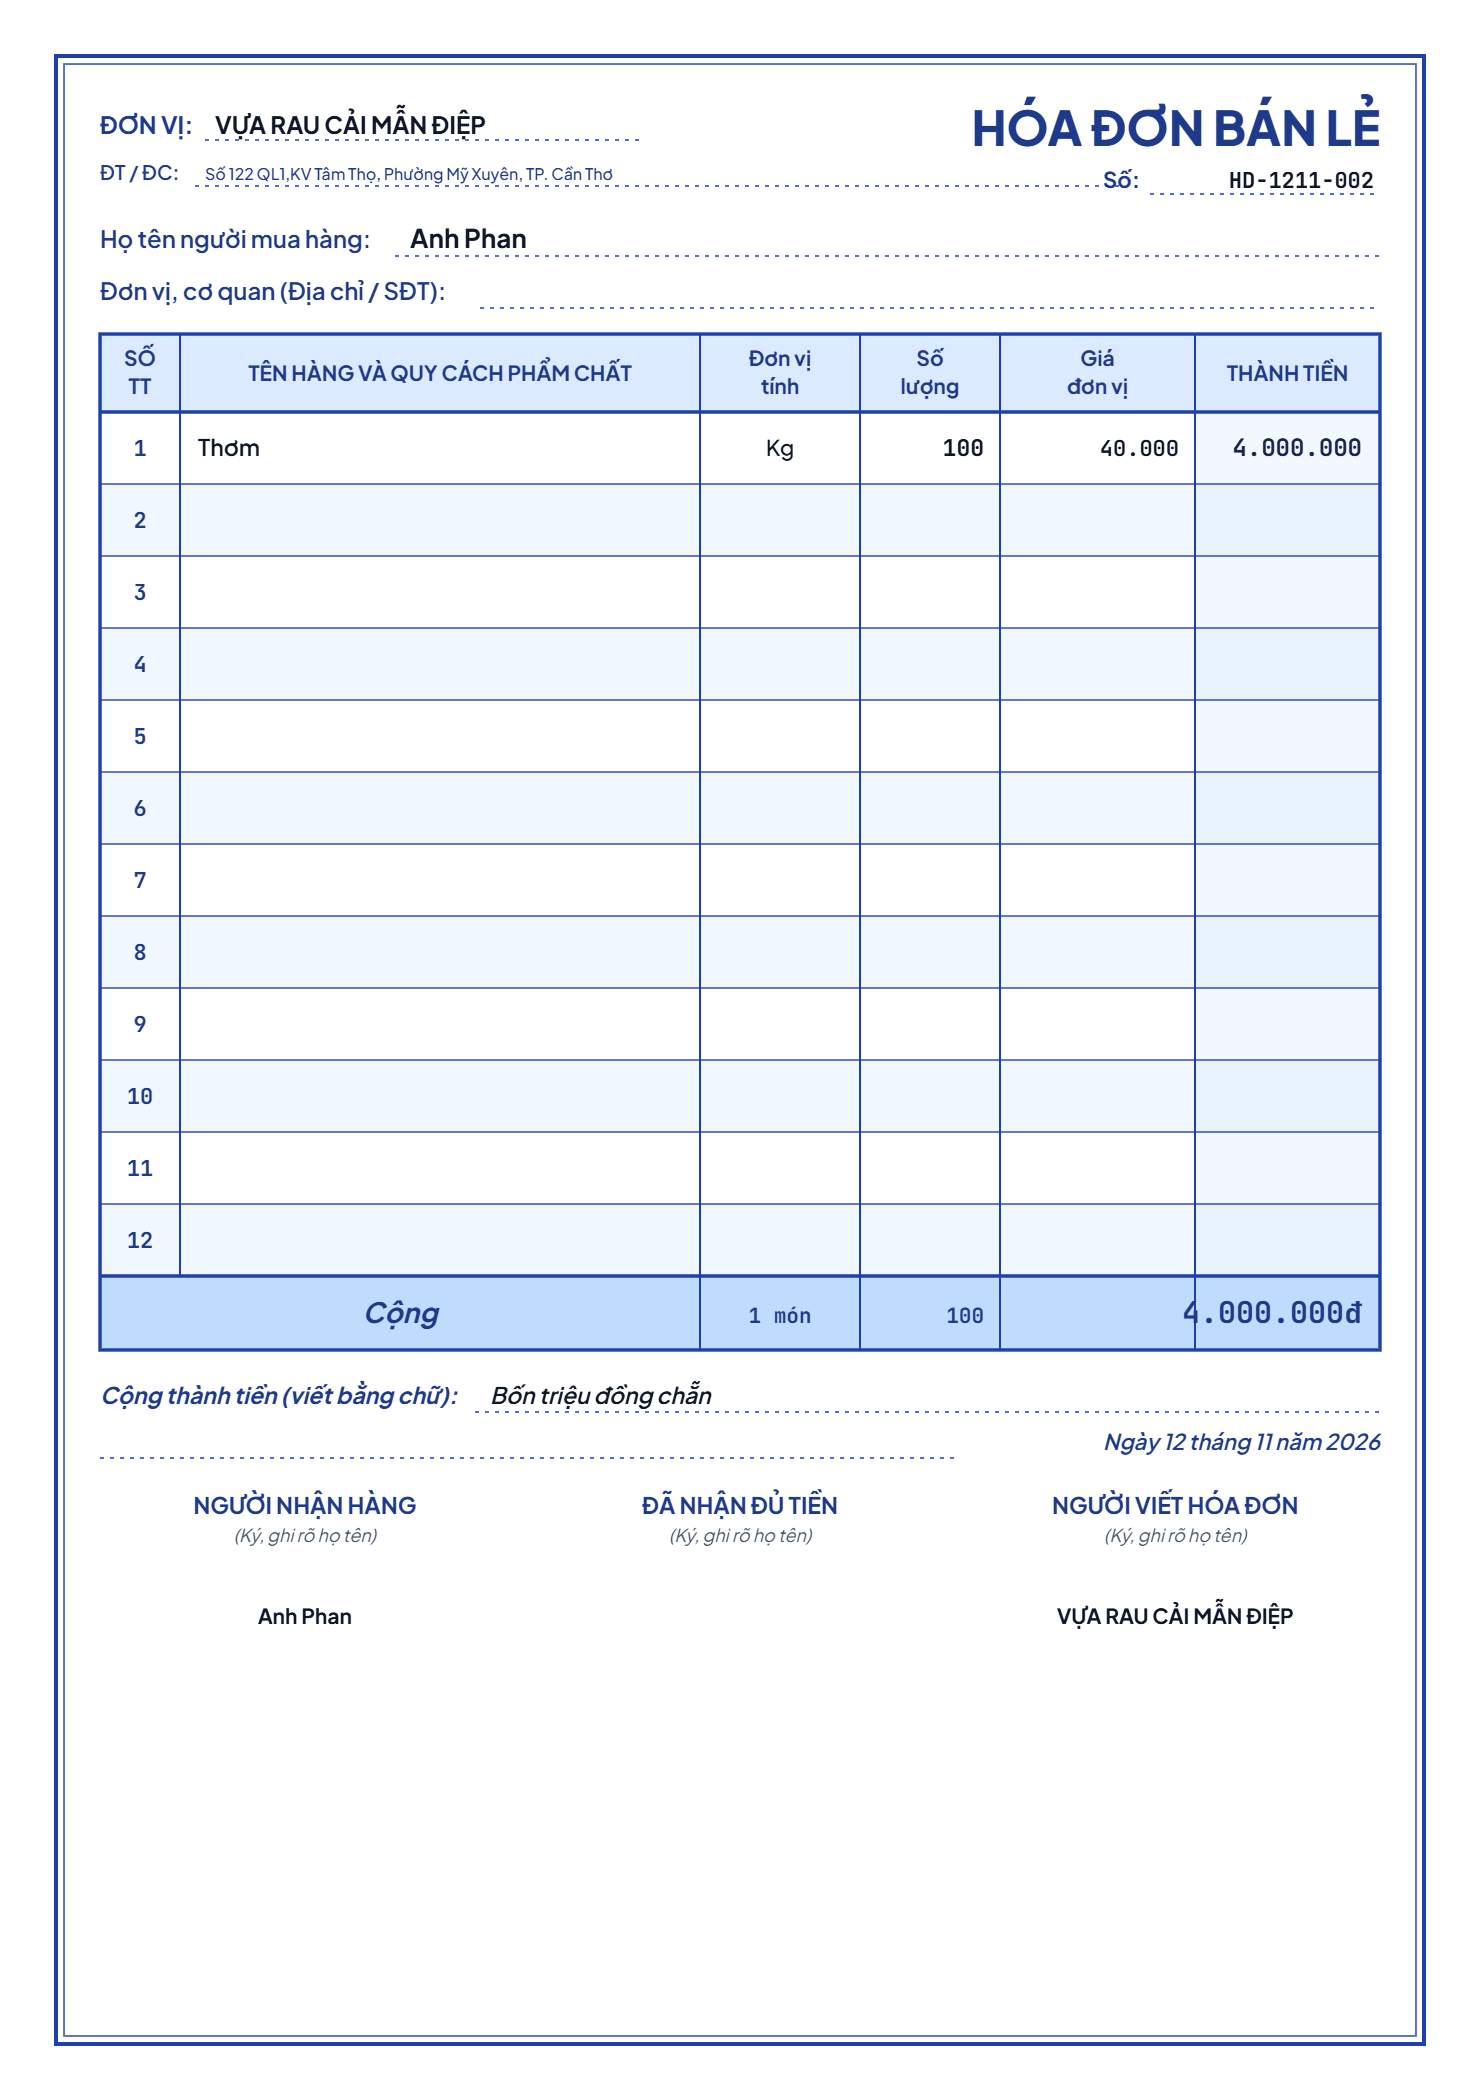 ĐƠN VỊ: VỰA RAU CẢI MẪN ĐIỆP
HÓA ĐƠN BÁN LẺ
ĐT / ĐC: Số 122 QL1,KV Tâm Thọ, Phường Mỹ Xuyên, TP. Cần Thơ
Số: HD-1211-002
Họ tên người mua hàng: Anh Phan
Đơn vị, cơ quan (Địa chỉ / SĐT):
SỐ TT TÊN HÀNG VÀ QUY CÁCH PHẨM CHẤT Đơn vị tính Số lượng Giá đơn vị THÀNH TIỀN
1 Thơm Kg 100 40.000 4.000.000
2
3
4
5
6
7
8
9
10
11
12
Cộng 1 món 100 4.000.000đ
Cộng thành tiền (viết bằng chữ): Bốn triệu đồng chẵn
Ngày 12 tháng 11 năm 2026
NGƯỜI NHẬN HÀNG ĐÃ NHẬN ĐỦ TIỀN NGƯỜI VIẾT HÓA ĐƠN
(Ký, ghi rõ họ tên) (Ký, ghi rõ họ tên) (Ký, ghi rõ họ tên)
Anh Phan VỰA RAU CẢI MẪN ĐIỆP